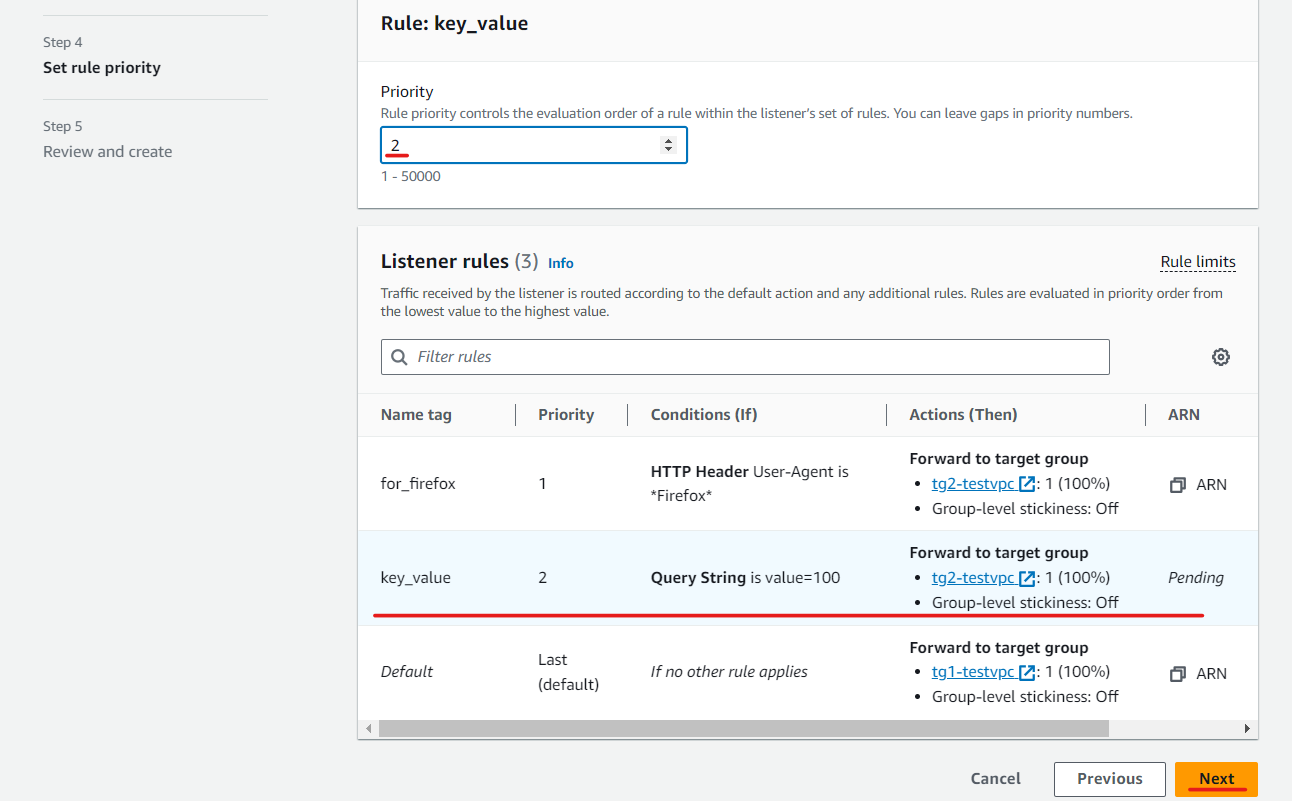 Step 4
Set rule priority
Step 5
Review and create
Rule: key_value
Priority
Rule priority controls the evaluation order of a rule within the listener's set of rules. You can leave gaps in priority numbers.
2
1 - 50000
Listener rules (3) Info
Rule limits
Traffic received by the listener is routed according to the default action and any additional rules. Rules are evaluated in priority order from
the lowest value to the highest value.
Filter rules
Name tag Priority Conditions (If) Actions (Then) ARN
for_firefox
1
HTTP Header User-Agent is
*Firefox*
Forward to target group
• tg2-testvpc : 1 (100%)
• Group-level stickiness: Off
ARN
key_value
2
Query String is value=100
Forward to target group
• tg2-testvpc : 1 (100%)
• Group-level stickiness: Off
Pending
Default
Last
(default)
If no other rule applies
Forward to target group
• tg1-testvpc : 1 (100%)
• Group-level stickiness: Off
ARN
Cancel Previous Next